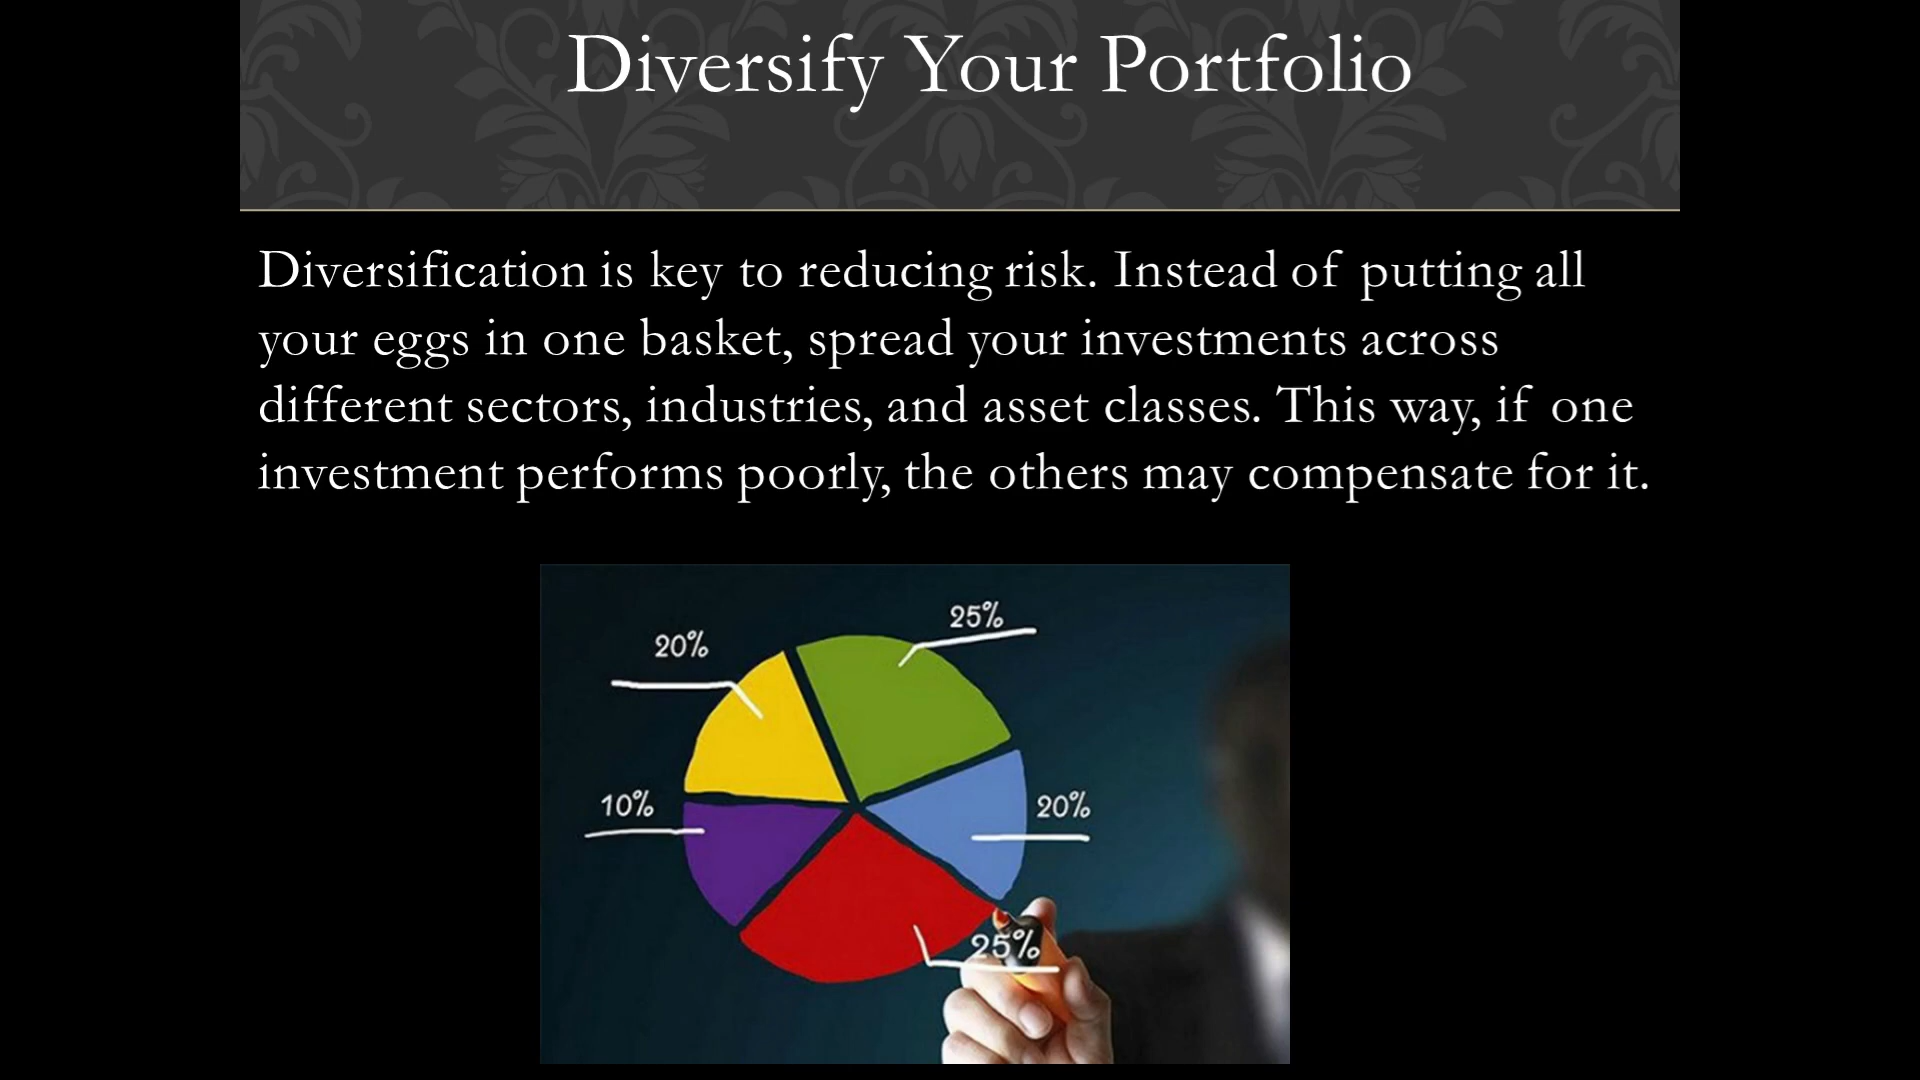 Diversify Your Portfolio
Diversification is key to reducing risk. Instead of putting all
your eggs in one basket, spread your investments across
different sectors, industries, and asset classes. This way, if one
investment performs poorly, the others may compensate for it.
25%
20%
10%
20%
25%